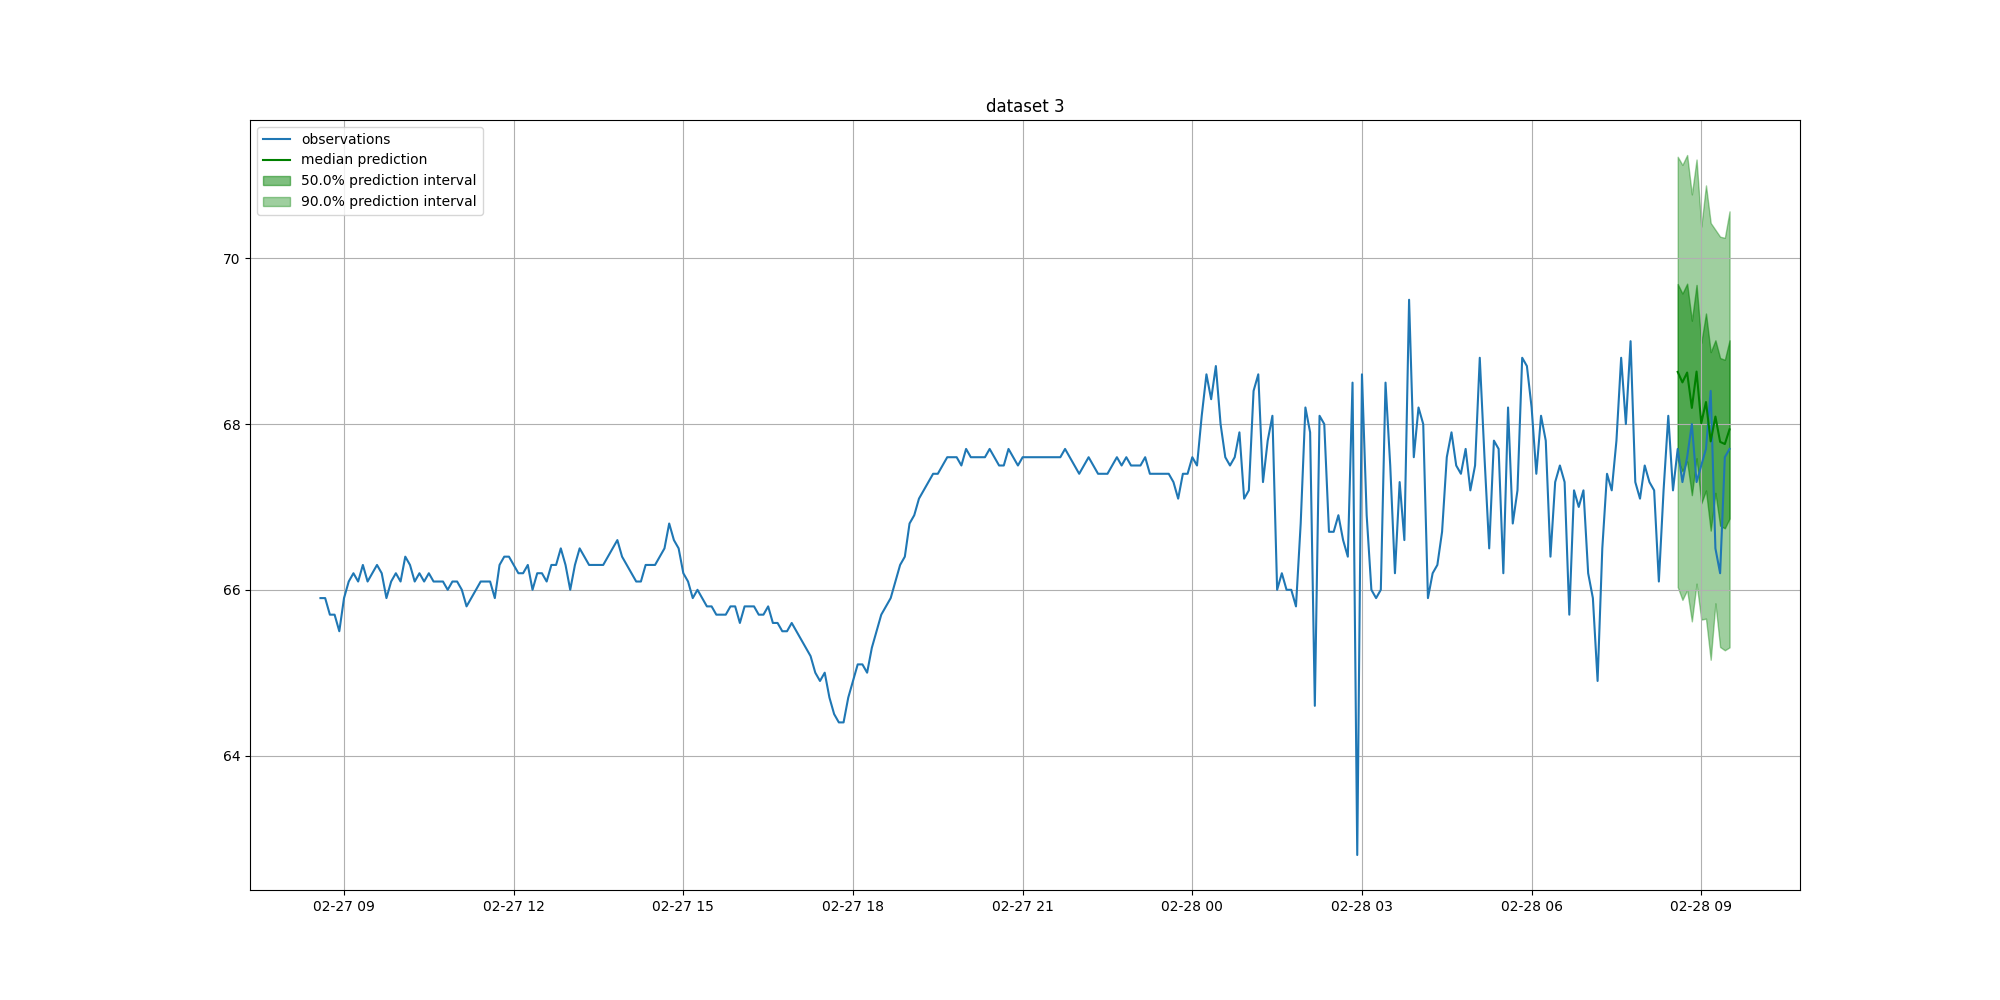 dataset 3
observations
median prediction
50.0% prediction interval
90.0% prediction interval
70
68
66
64
02-27 09
02-27 12
02-27 15
02-27 18
02-27 21
02-28 00
02-28 03
02-28 06
02-28 09